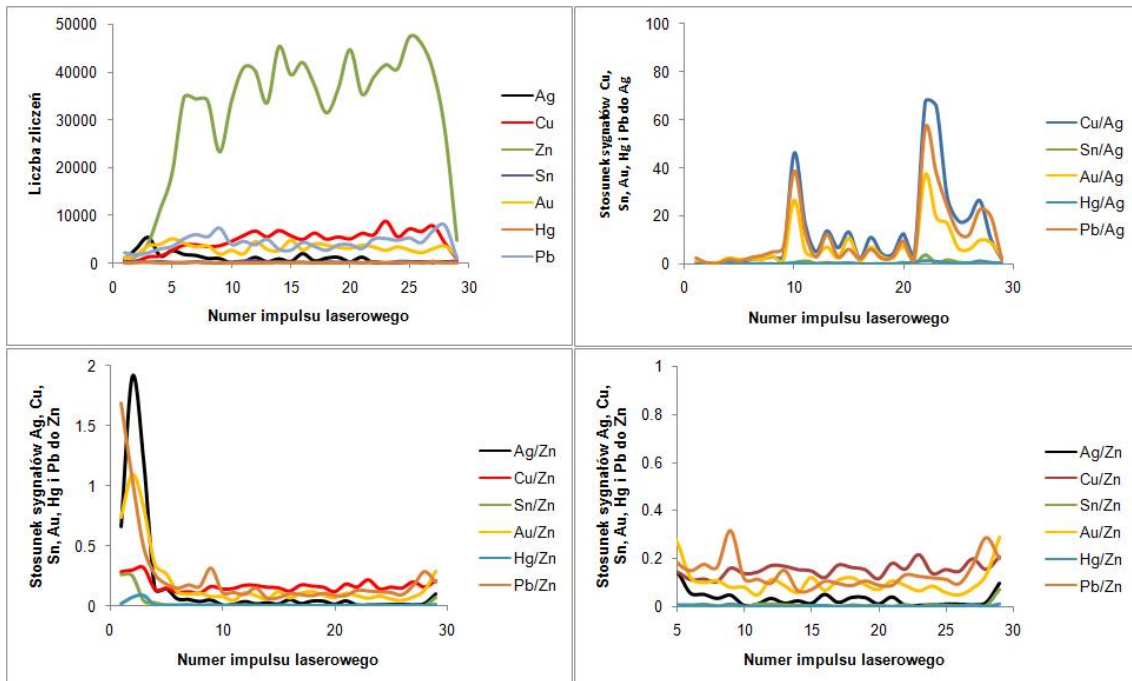 50000
40000
30000
20000
10000
0
Liczba zliczeń
0 5 10 15 20 25 30
Numer impulsu laserowego
Ag
Cu
Zn
Sn
Au
Hg
Pb
100
80
60
40
20
0
Stosunek sygnałów Cu,
Sn, Au, Hg i Pb do Ag
0 10 20 30
Numer impulsu laserowego
Cu/Ag
Sn/Ag
Au/Ag
Hg/Ag
Pb/Ag
2
1.5
1
0.5
0
Stosunek sygnałów Ag, Cu,
Sn, Au, Hg i Pb do Zn
0 10 20 30
Numer impulsu laserowego
Ag/Zn
Cu/Zn
Sn/Zn
Au/Zn
Hg/Zn
Pb/Zn
1
0.8
0.6
0.4
0.2
0
Stosunek sygnałów Ag, Cu,
Sn, Au, Hg i Pb do Zn
5 10 15 20 25 30
Numer impulsu laserowego
Ag/Zn
Cu/Zn
Sn/Zn
Au/Zn
Hg/Zn
Pb/Zn